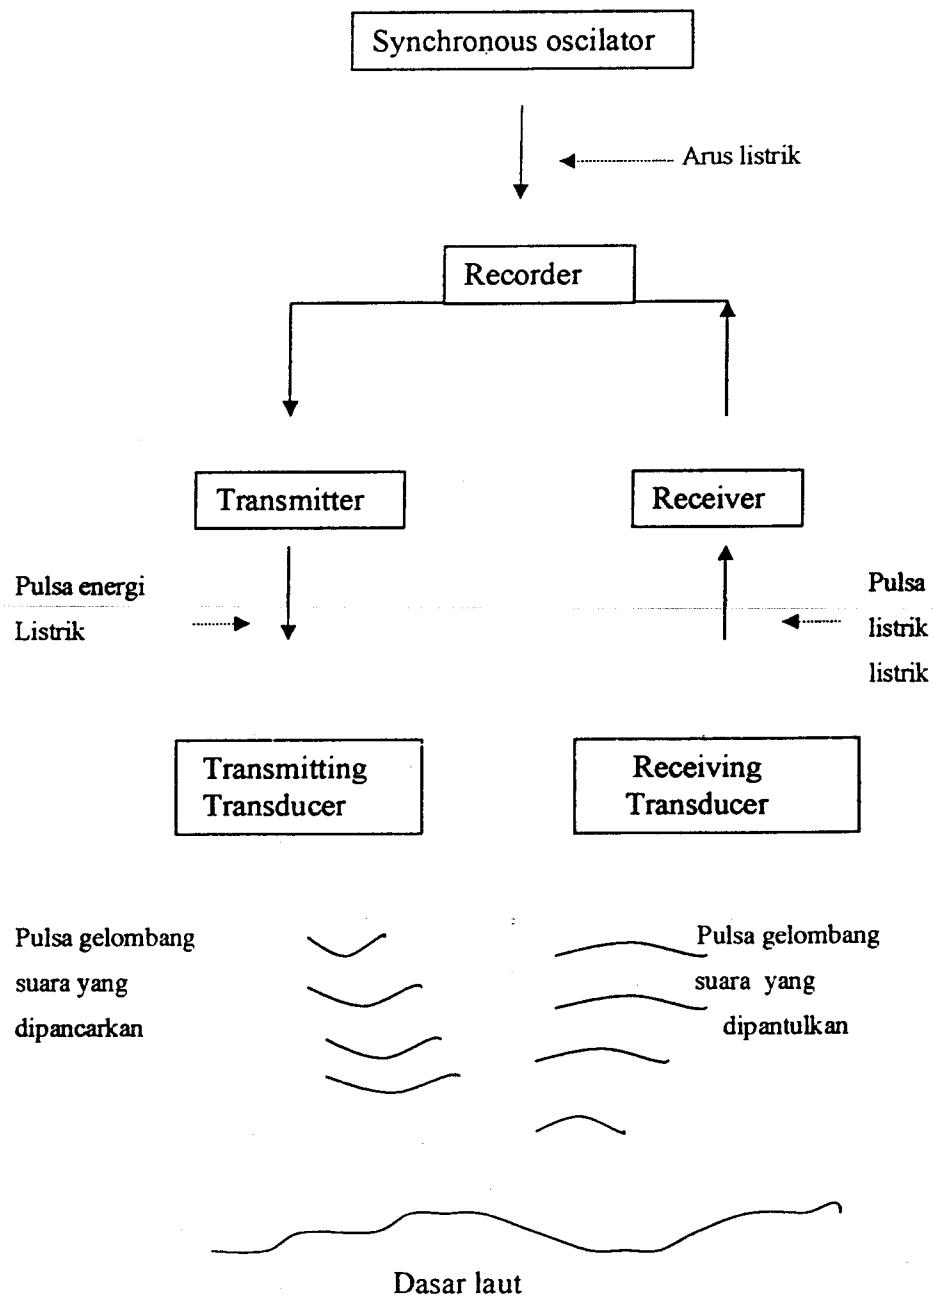 Synchronous oscilator
Arus listrik
Recorder
Transmitter
Receiver
Pulsa energi
Listrik
Pulsa
listrik
listrik
Transmitting
Transducer
Receiving
Transducer
Pulsa gelombang
suara yang
dipancarkan
Pulsa gelombang
suara yang
dipantulkan
Dasar laut